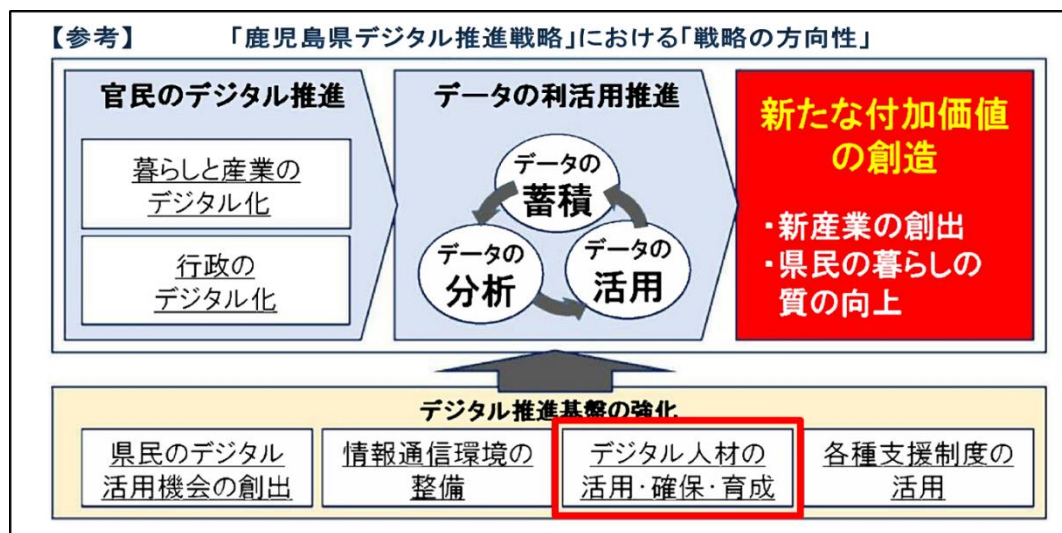 【参考】 「鹿児島県デジタル推進戦略」における「戦略の方向性」
官民のデジタル推進
暮らしと産業の
デジタル化
行政の
デジタル化
データの利活用推進
データの
蓄積
データの
分析
データの
活用
新たな付加価値
の創造
・新産業の創出
・県民の暮らしの
質の向上
デジタル推進基盤の強化
県民のデジタル
活用機会の創出
情報通信環境の
整備
デジタル人材の
活用・確保・育成
各種支援制度の
活用